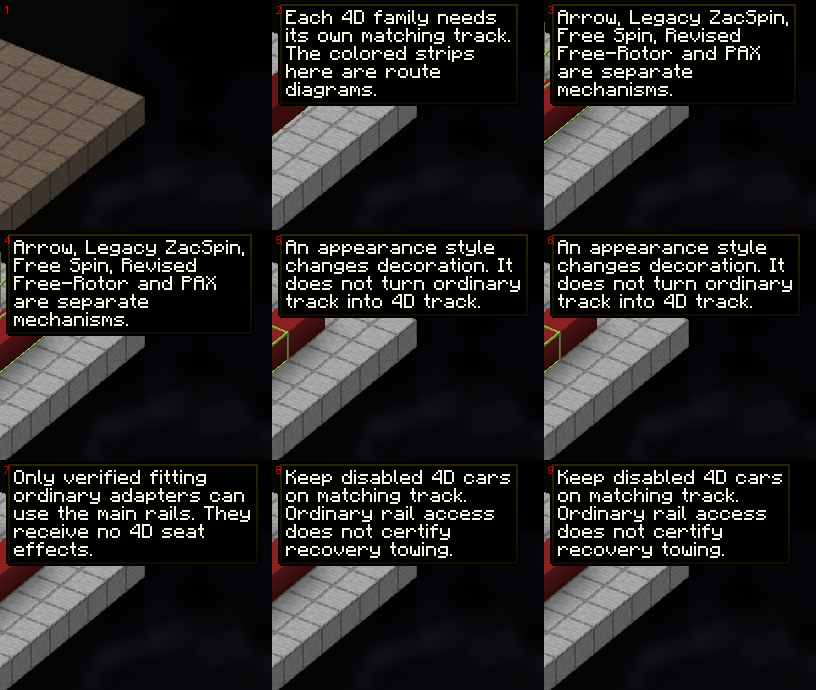 1
2
Each 4D family needs
its own matching track.
The colored strips
here are route
diagrams.
3
Arrow, Legacy ZacSpin,
Free Spin, Revised
Free-Rotor and PAX
are separate
mechanisms.
4
Arrow, Legacy ZacSpin,
Free Spin, Revised
Free-Rotor and PAX
are separate
mechanisms.
5
An appearance style
changes decoration. It
does not turn ordinary
track into 4D track.
6
An appearance style
changes decoration. It
does not turn ordinary
track into 4D track.
7
Only verified fitting
ordinary adapters can
use the main rails. They
receive no 4D seat
effects.
8
Keep disabled 4D cars
on matching track.
Ordinary rail access
does not certify
recovery towing.
9
Keep disabled 4D cars
on matching track.
Ordinary rail access
does not certify
recovery towing.